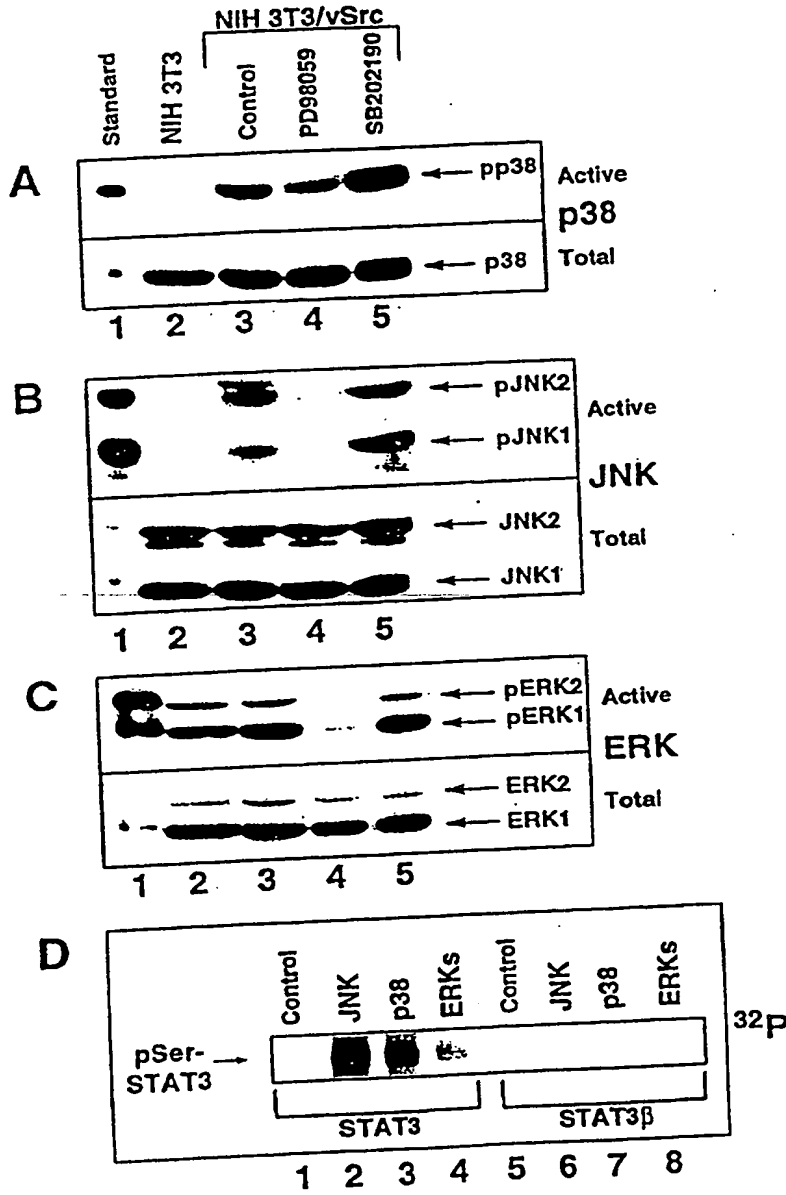 NIH 3T3/vSrc
Standard
NIH 3T3
Control
PD98059
SB202190
A
pp38
Active
p38
p38
Total
1 2 3 4 5
B
pJNK2
Active
pJNK1
JNK
JNK2
Total
JNK1
1 2 3 4 5
C
pERK2
Active
pERK1
ERK
ERK2
Total
ERK1
1 2 3 4 5
D
Control
JNK
p38
ERKs
Control
JNK
p38
ERKs
32P
pSer-
STAT3
STAT3 STAT3β
1 2 3 4 5 6 7 8